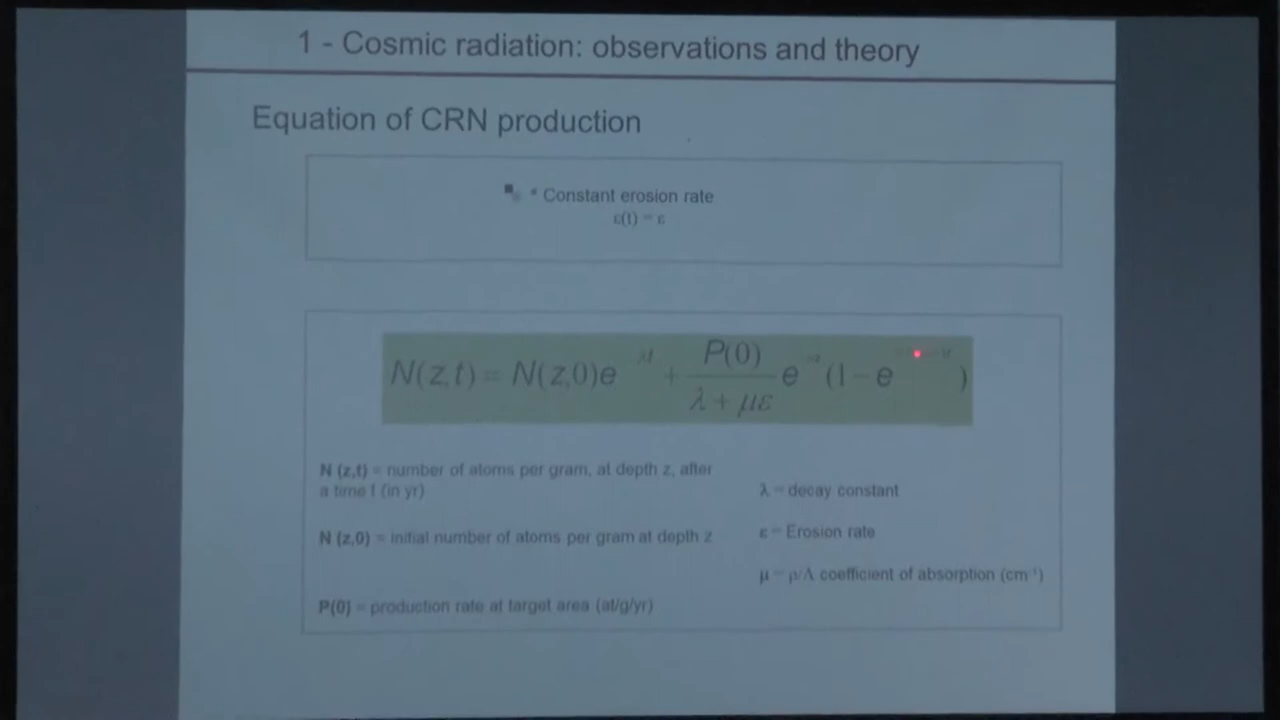 1 - Cosmic radiation: observations and theory
Equation of CRN production
* Constant erosion rate
ε(t) = ε
N(z,t) = N(z,0)e + P(0) / λ + με e (1 - e )
N (z,t) = number of atoms per gram, at depth z, after
a time t (in yr)
λ = decay constant
N (z,0) = initial number of atoms per gram at depth z
ε = Erosion rate
μ = ρ/Λ coefficient of absorption (cm⁻¹)
P(0) = production rate at target area (at/g/yr)